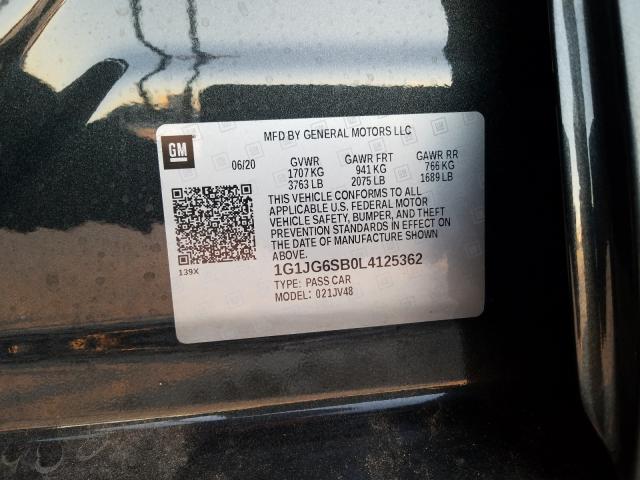 MFD BY GENERAL MOTORS LLC
GM
06/20 GVWR GAWR FRT GAWR RR
1707 KG 941 KG 766 KG
3763 LB 2075 LB 1689 LB
THIS VEHICLE CONFORMS TO ALL
APPLICABLE U.S. FEDERAL MOTOR
VEHICLE SAFETY, BUMPER, AND THEFT
PREVENTION STANDARDS IN EFFECT ON
THE DATE OF MANUFACTURE SHOWN
ABOVE.
139X
1G1JG6SB0L4125362
TYPE: PASS CAR
MODEL: 021JV48